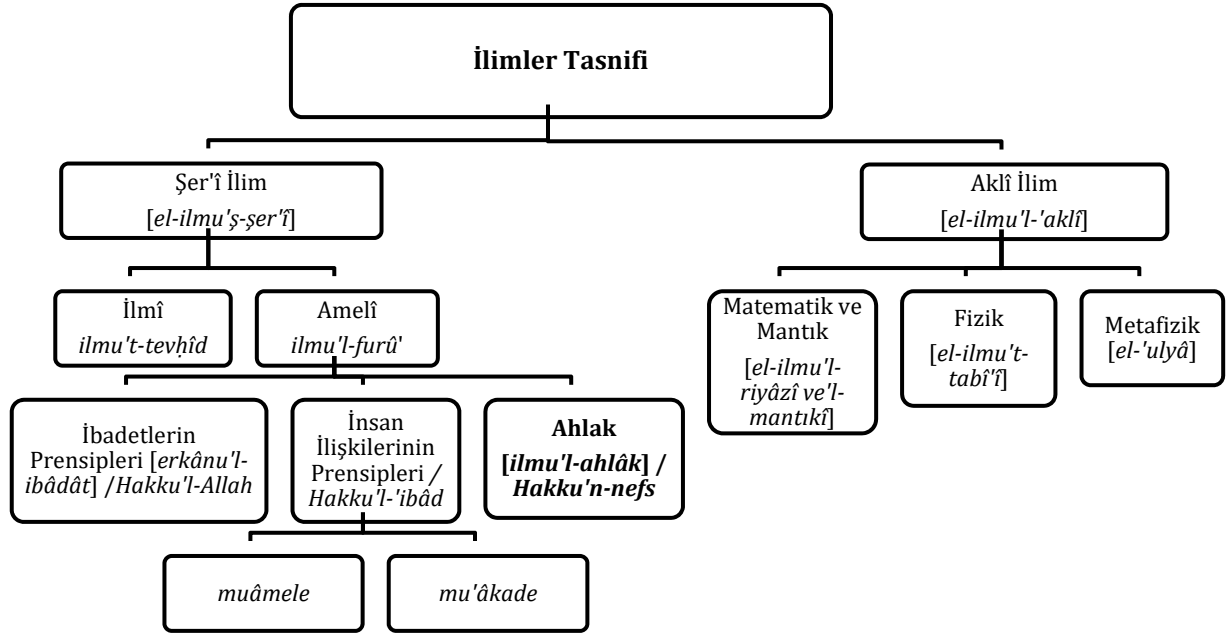 İlimler Tasnifi
Şer'î İlim
[el-ilmu'ş-şer'î]
Aklî İlim
[el-ilmu'l-'aklî]
İlmî
ilmu't-tevḥîd
Amelî
ilmu'l-furû'
Matematik ve
Mantık
[el-ilmu'l-
riyâzî ve'l-
mantıkî]
Fizik
[el-ilmu't-
tabî'î]
Metafizik
[el-'ulyâ]
İbadetlerin
Prensipleri [erkânu'l-
ibâdât] /Hakku'l-Allah
İnsan
İlişkilerinin
Prensipleri /
Hakku'l-'ibâd
Ahlak
[ilmu'l-ahlâk] /
Hakku'n-nefs
muâmele
mu'âkade